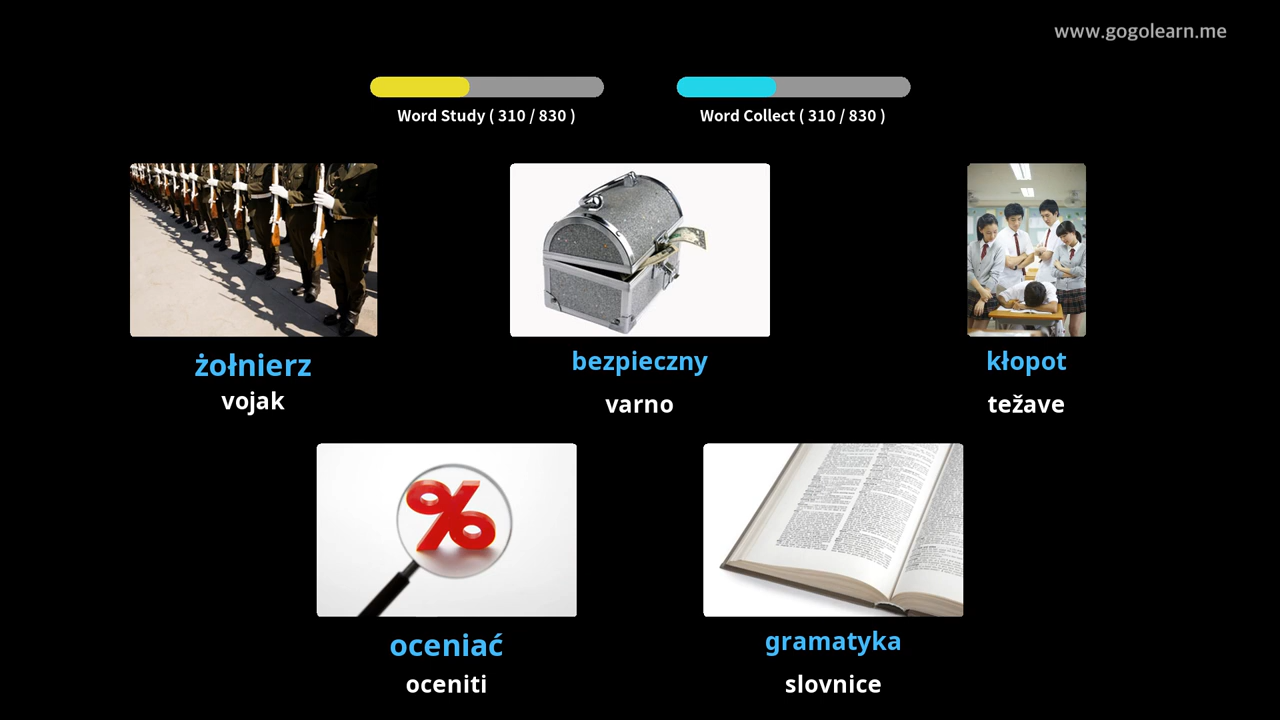 www.gogolearn.me
Word Study ( 310 / 830 )
Word Collect ( 310 / 830 )
żołnierz
vojak
bezpieczny
varno
kłopot
težave
oceniać
oceniti
gramatyka
slovnice